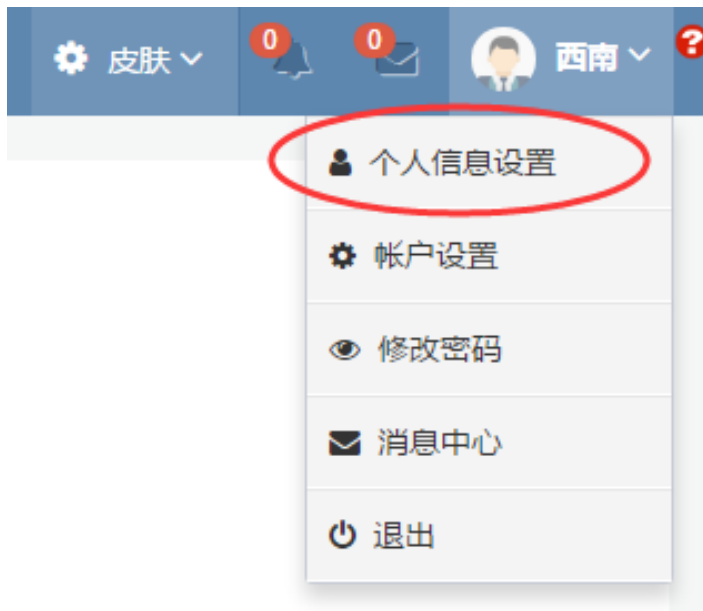 皮肤 0 0 西南 ?
个人信息设置
帐户设置
修改密码
消息中心
退出